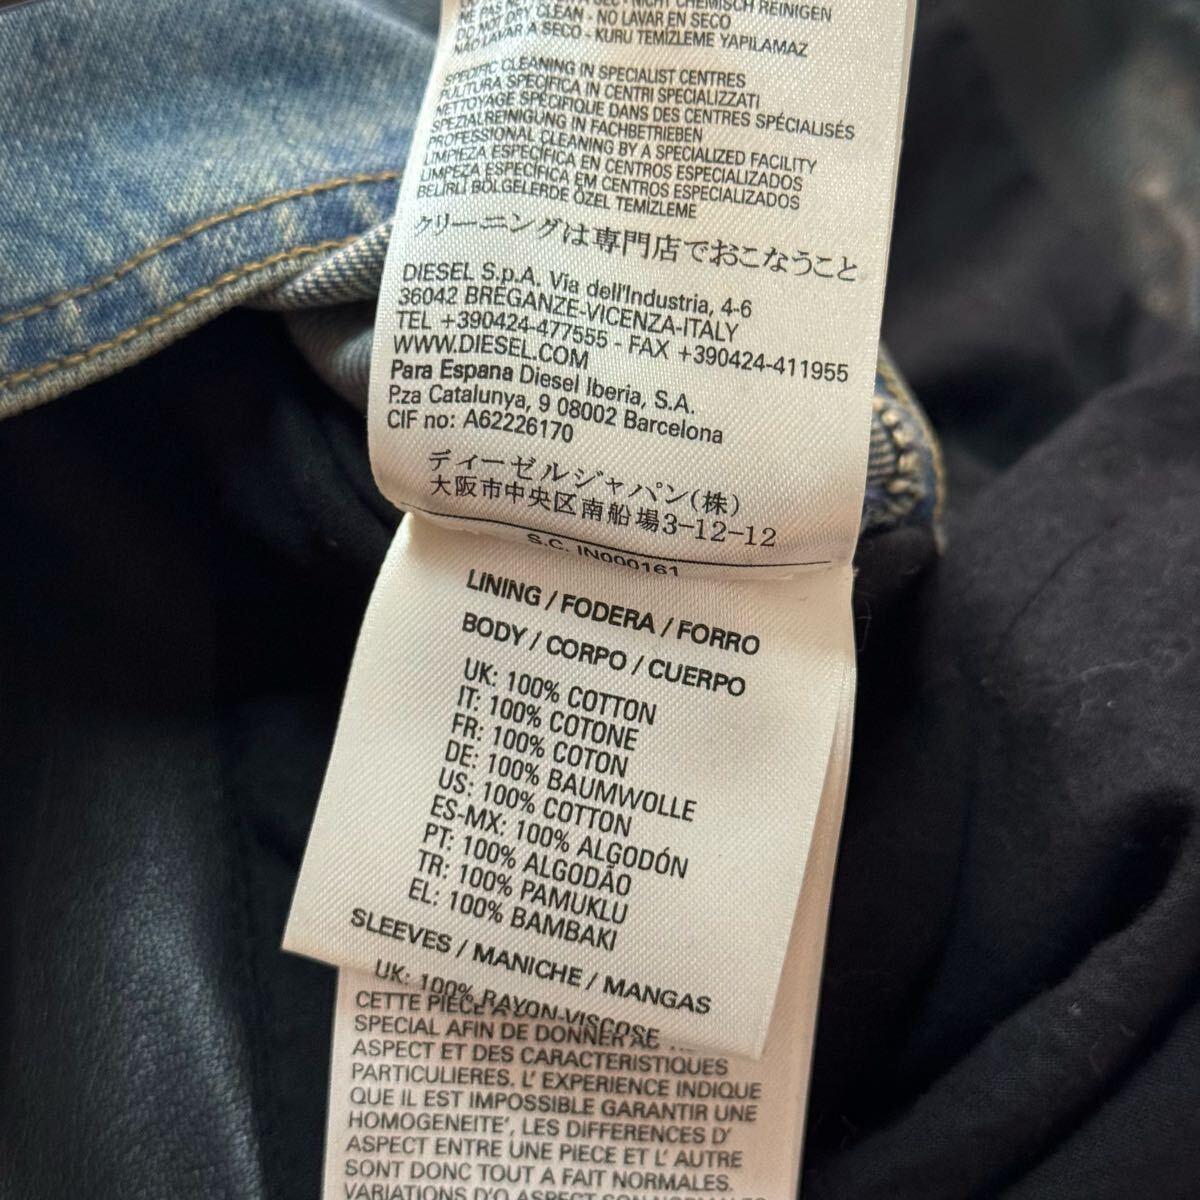 NICHT CHEMISCH REINIGEN
DO NOT DRY CLEAN - NO LAVAR EN SECO
NÃO LAVAR A SECO - KURU TEMİZLEME YAPILAMAZ
SPECIFIC CLEANING IN SPECIALIST CENTRES
PULITURA SPECIFICA IN CENTRI SPECIALIZZATI
NETTOYAGE SPÉCIFIQUE DANS DES CENTRES SPÉCIALISÉS
SPEZIALREINIGUNG IN FACHBETRIEBEN
PROFESSIONAL CLEANING BY A SPECIALIZED FACILITY
LIMPIEZA ESPECÍFICA EN CENTROS ESPECIALIZADOS
LIMPEZA ESPECÍFICA EM CENTROS ESPECIALIZADOS
BELİRLİ BÖLGELERDE ÖZEL TEMİZLEME
クリーニングは専門店でおこなうこと
DIESEL S.p.A. Via dell'Industria, 4-6
36042 BREGANZE-VICENZA-ITALY
TEL +390424-477555 - FAX +390424-411955
WWW.DIESEL.COM
Para Espana Diesel Iberia, S.A.
P.za Catalunya, 9 08002 Barcelona
CIF no: A62226170
ディーゼルジャパン(株)
大阪市中央区南船場3-12-12
S.C. IN000161
LINING / FODERA / FORRO
BODY / CORPO / CUERPO
UK: 100% COTTON
IT: 100% COTONE
FR: 100% COTON
DE: 100% BAUMWOLLE
US: 100% COTTON
ES-MX: 100% ALGODÓN
PT: 100% ALGODÃO
TR: 100% PAMUKLU
EL: 100% BAMBAKI
SLEEVES / MANICHE / MANGAS
UK: 100% RAYON-VISCOSE
CETTE PIECE A
SPECIAL AFIN DE DONNER AU
ASPECT ET DES CARACTERISTIQUES
PARTICULIERES. L' EXPERIENCE INDIQUE
QUE IL EST IMPOSSIBLE GARANTIR UNE
HOMOGENEITE', LES DIFFERENCES D'
ASPECT ENTRE UNE PIECE ET L' AUTRE
SONT DONC TOUT A FAIT NORMALES.
VARIATIONS D'O ASPECT SON NORMALES